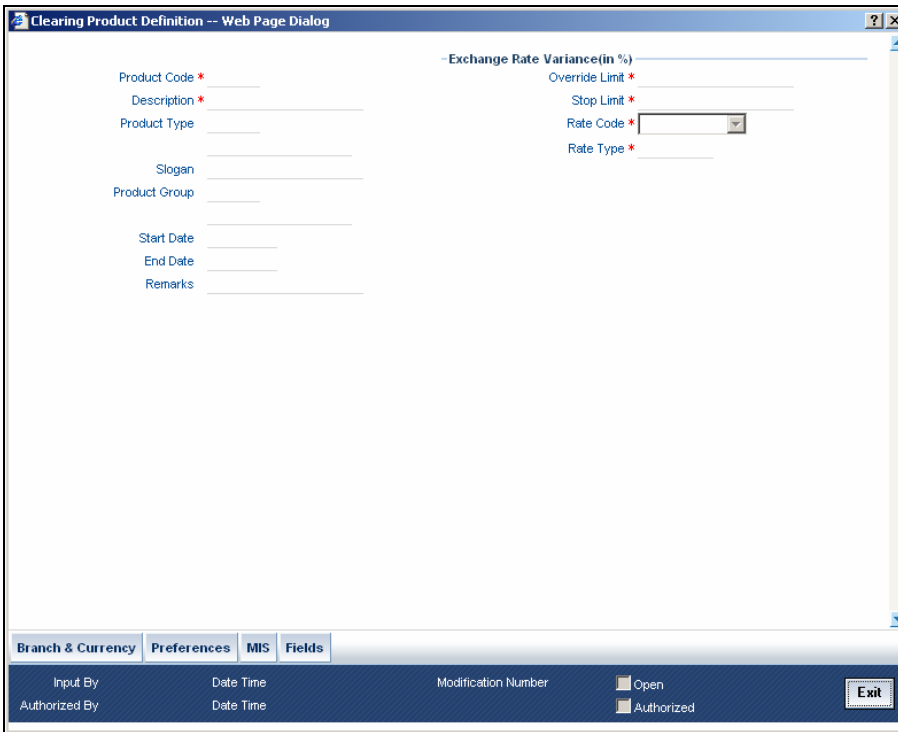 Clearing Product Definition -- Web Page Dialog
Product Code *
Description *
Product Type
Slogan
Product Group
Start Date
End Date
Remarks
Exchange Rate Variance(in %)
Override Limit *
Stop Limit *
Rate Code *
Rate Type *
Branch & Currency Preferences MIS Fields
Input By Date Time Modification Number Open
Authorized By Date Time Authorized
Exit